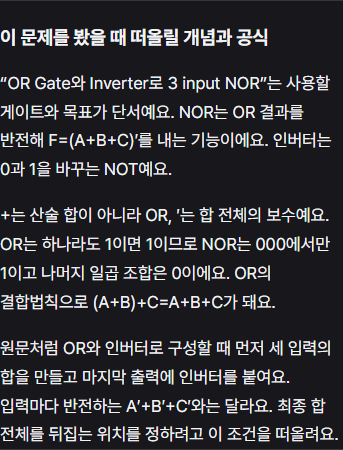 이 문제를 봤을 때 떠올릴 개념과 공식
“OR Gate와 Inverter로 3 input NOR”는 사용할
게이트와 목표가 단서예요. NOR는 OR 결과를
반전해 F=(A+B+C)′를 내는 기능이에요. 인버터는
0과 1을 바꾸는 NOT예요.
+는 산술 합이 아니라 OR, ′는 합 전체의 보수예요.
OR는 하나라도 1이면 1이므로 NOR는 000에서만
1이고 나머지 일곱 조합은 0이에요. OR의
결합법칙으로 (A+B)+C=A+B+C가 돼요.
원문처럼 OR와 인버터로 구성할 때 먼저 세 입력의
합을 만들고 마지막 출력에 인버터를 붙여요.
입력마다 반전하는 A′+B′+C′와는 달라요. 최종 합
전체를 뒤집는 위치를 정하려고 이 조건을 떠올려요.